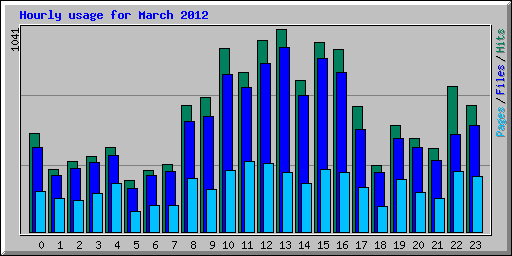 Hourly usage for March 2012
1041
Pages/Files/Hits
0 1 2 3 4 5 6 7 8 9 10 11 12 13 14 15 16 17 18 19 20 21 22 23